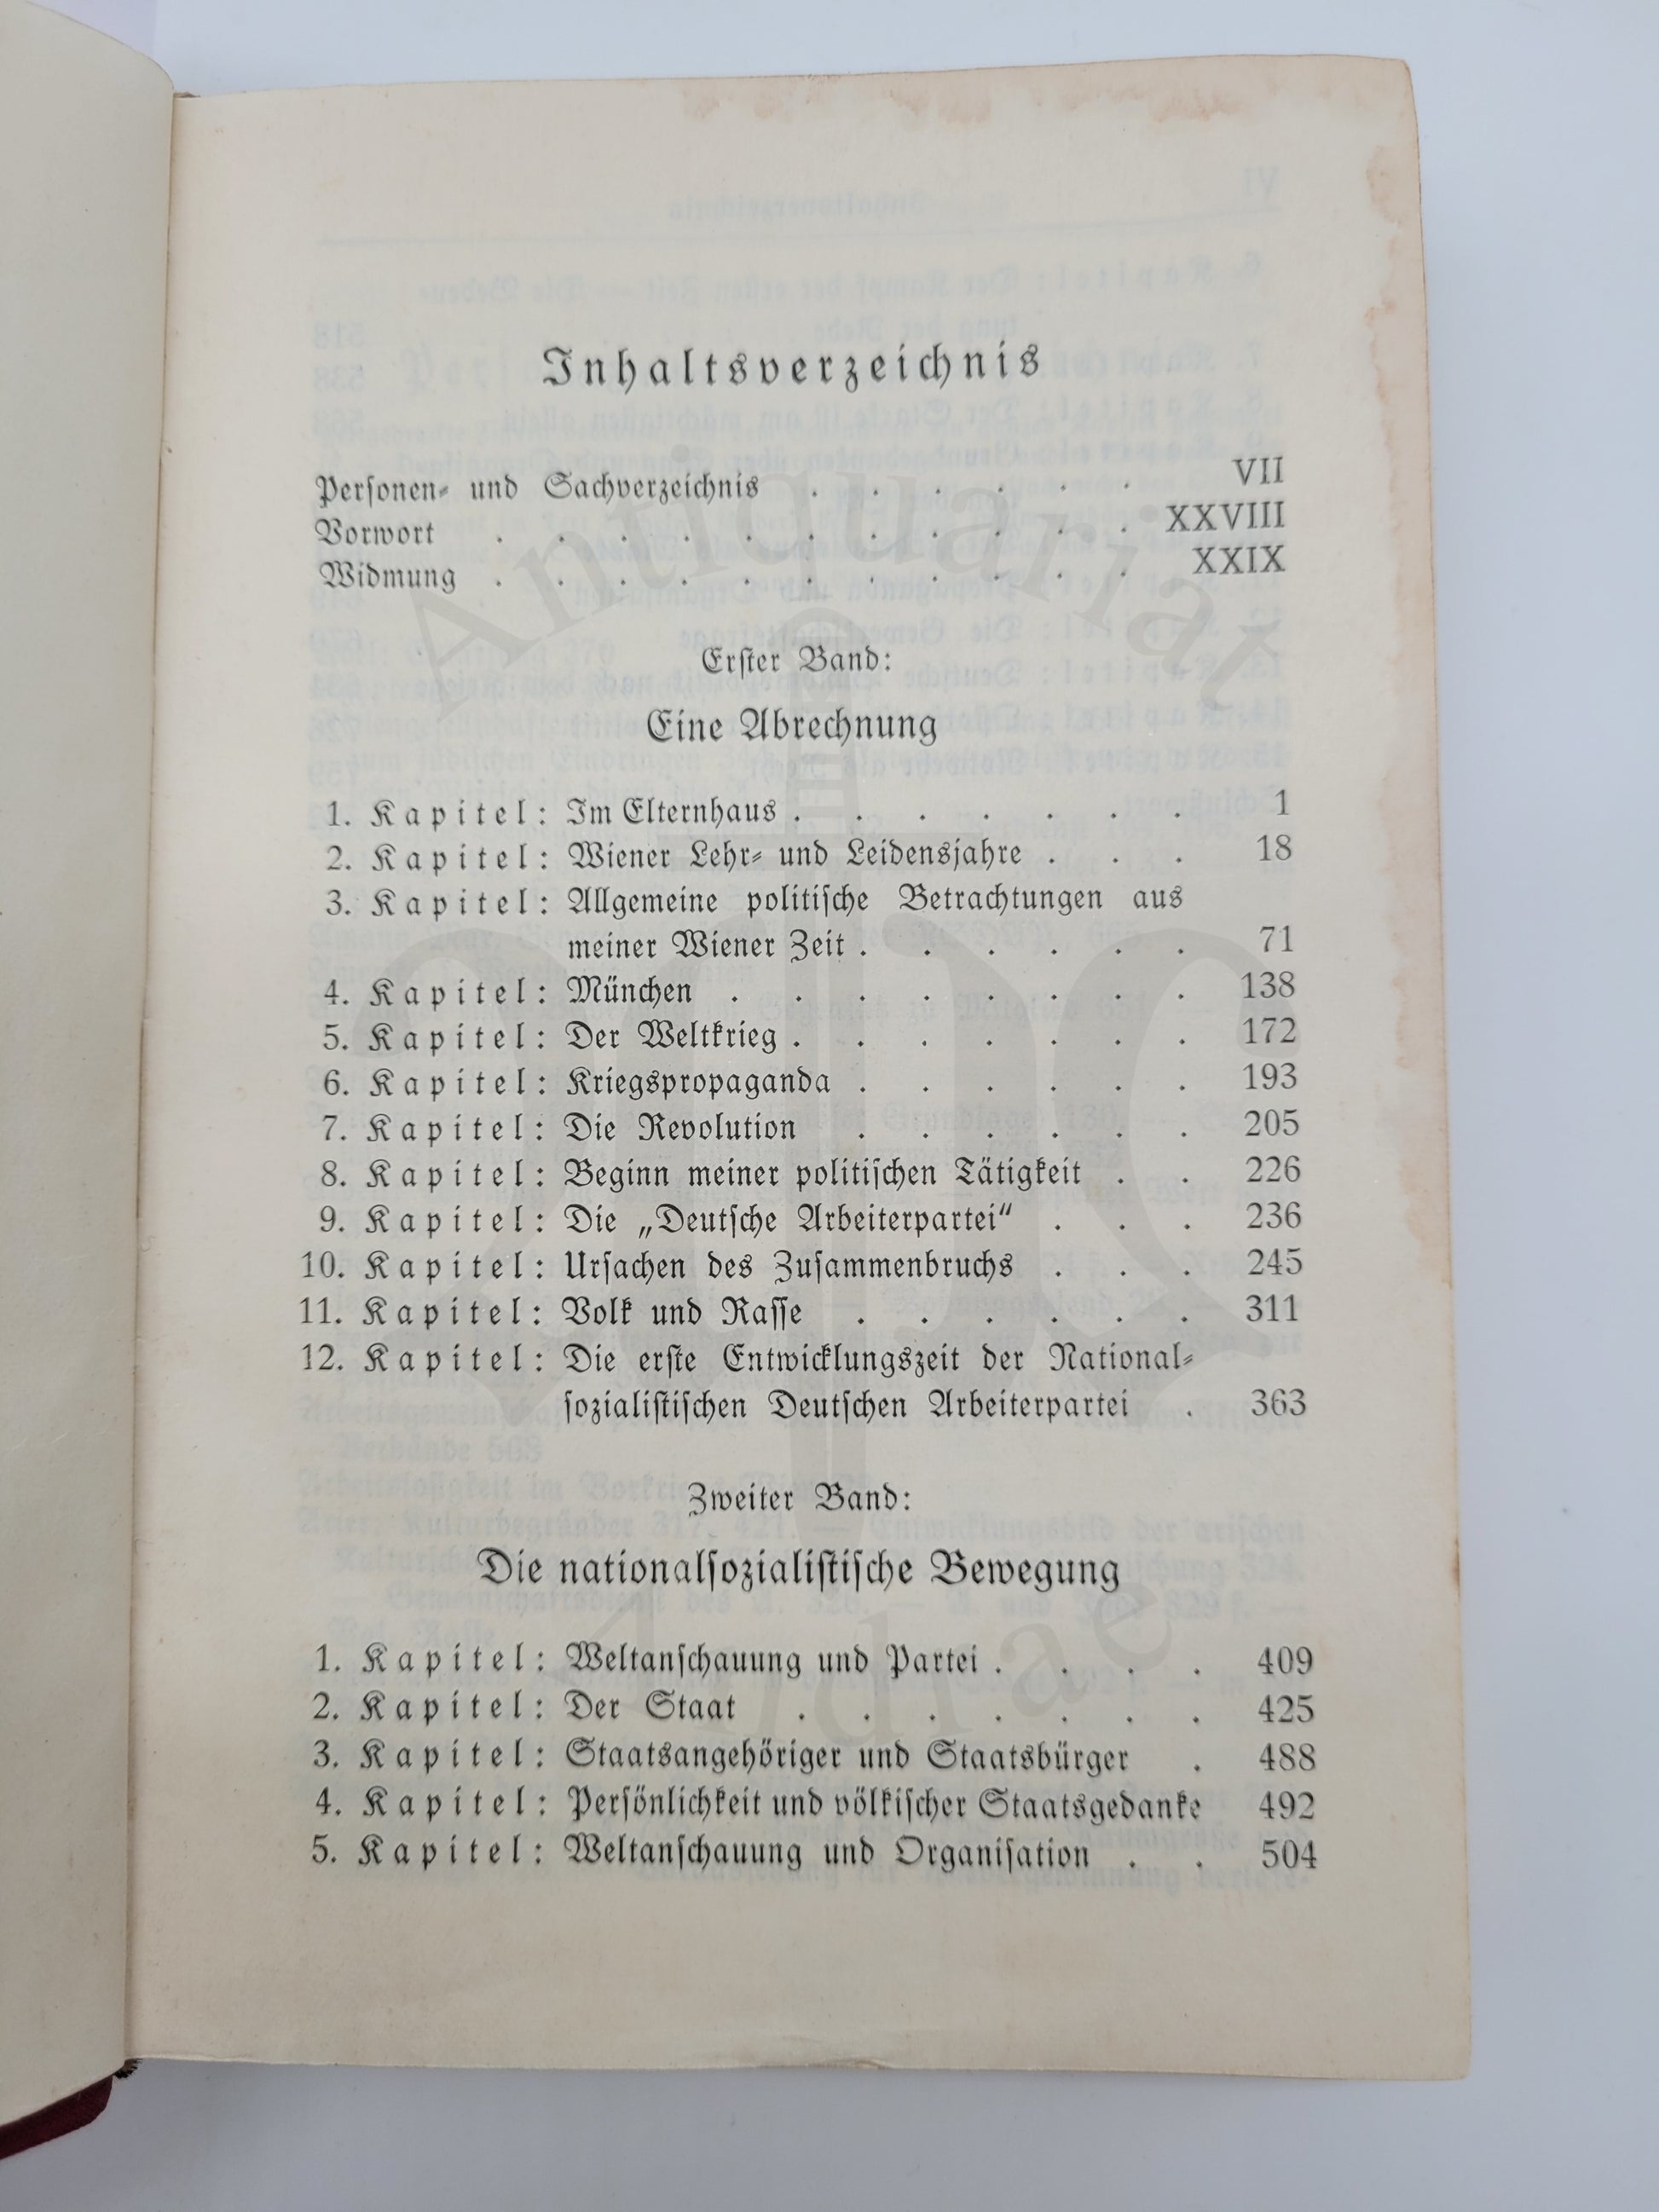 Inhaltsverzeichnis
Personen- und Sachverzeichnis . . . . . . VII
Vorwort . . . . . . . . . . . XXVIII
Widmung . . . . . . . . . . . XXIX
Erster Band:
Eine Abrechnung
1. Kapitel: Im Elternhaus . . . . . . . 1
2. Kapitel: Wiener Lehr- und Leidensjahre . . . 18
3. Kapitel: Allgemeine politische Betrachtungen aus
meiner Wiener Zeit . . . . . . 71
4. Kapitel: München . . . . . . . . 138
5. Kapitel: Der Weltkrieg . . . . . . . 172
6. Kapitel: Kriegspropaganda . . . . . . 193
7. Kapitel: Die Revolution . . . . . . 205
8. Kapitel: Beginn meiner politischen Tätigkeit . . 226
9. Kapitel: Die „Deutsche Arbeiterpartei“ . . . 236
10. Kapitel: Ursachen des Zusammenbruchs . . . 245
11. Kapitel: Volk und Rasse . . . . . . 311
12. Kapitel: Die erste Entwicklungszeit der National-
sozialistischen Deutschen Arbeiterpartei . 363
Zweiter Band:
Die nationalsozialistische Bewegung
1. Kapitel: Weltanschauung und Partei . . . . 409
2. Kapitel: Der Staat . . . . . . . 425
3. Kapitel: Staatsangehöriger und Staatsbürger . 488
4. Kapitel: Persönlichkeit und völkischer Staatsgedanke 492
5. Kapitel: Weltanschauung und Organisation . . 504
Antiquariat
Andrae